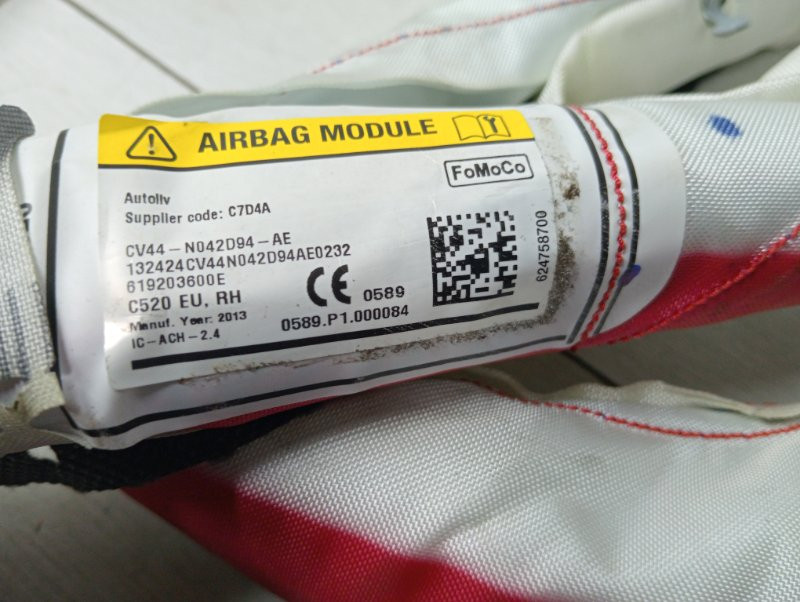 AIRBAG MODULE
FoMoCo
Autoliv
Supplier code: C7D4A
CV44-N042D94-AE
132424CV44N042D94AE0232
619203600E
C520 EU, RH
Manuf. Year: 2013
IC-ACH-2.4
CE 0589
0589.P1.000084
624758700